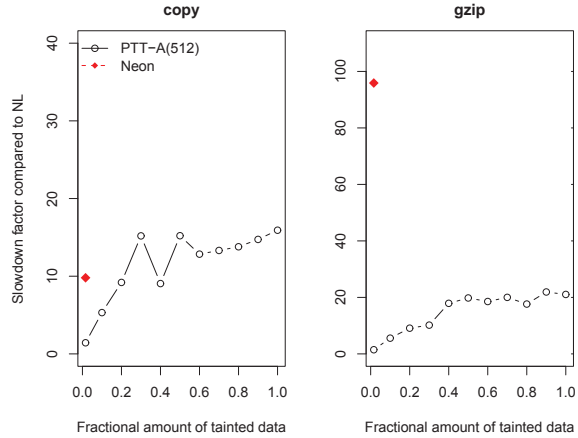 copy
gzip
Slowdown factor compared to NL
PTT−A(512)
Neon
40
30
20
10
0
0.0 0.2 0.4 0.6 0.8 1.0
Fractional amount of tainted data
100
80
60
40
20
0
0.0 0.2 0.4 0.6 0.8 1.0
Fractional amount of tainted data